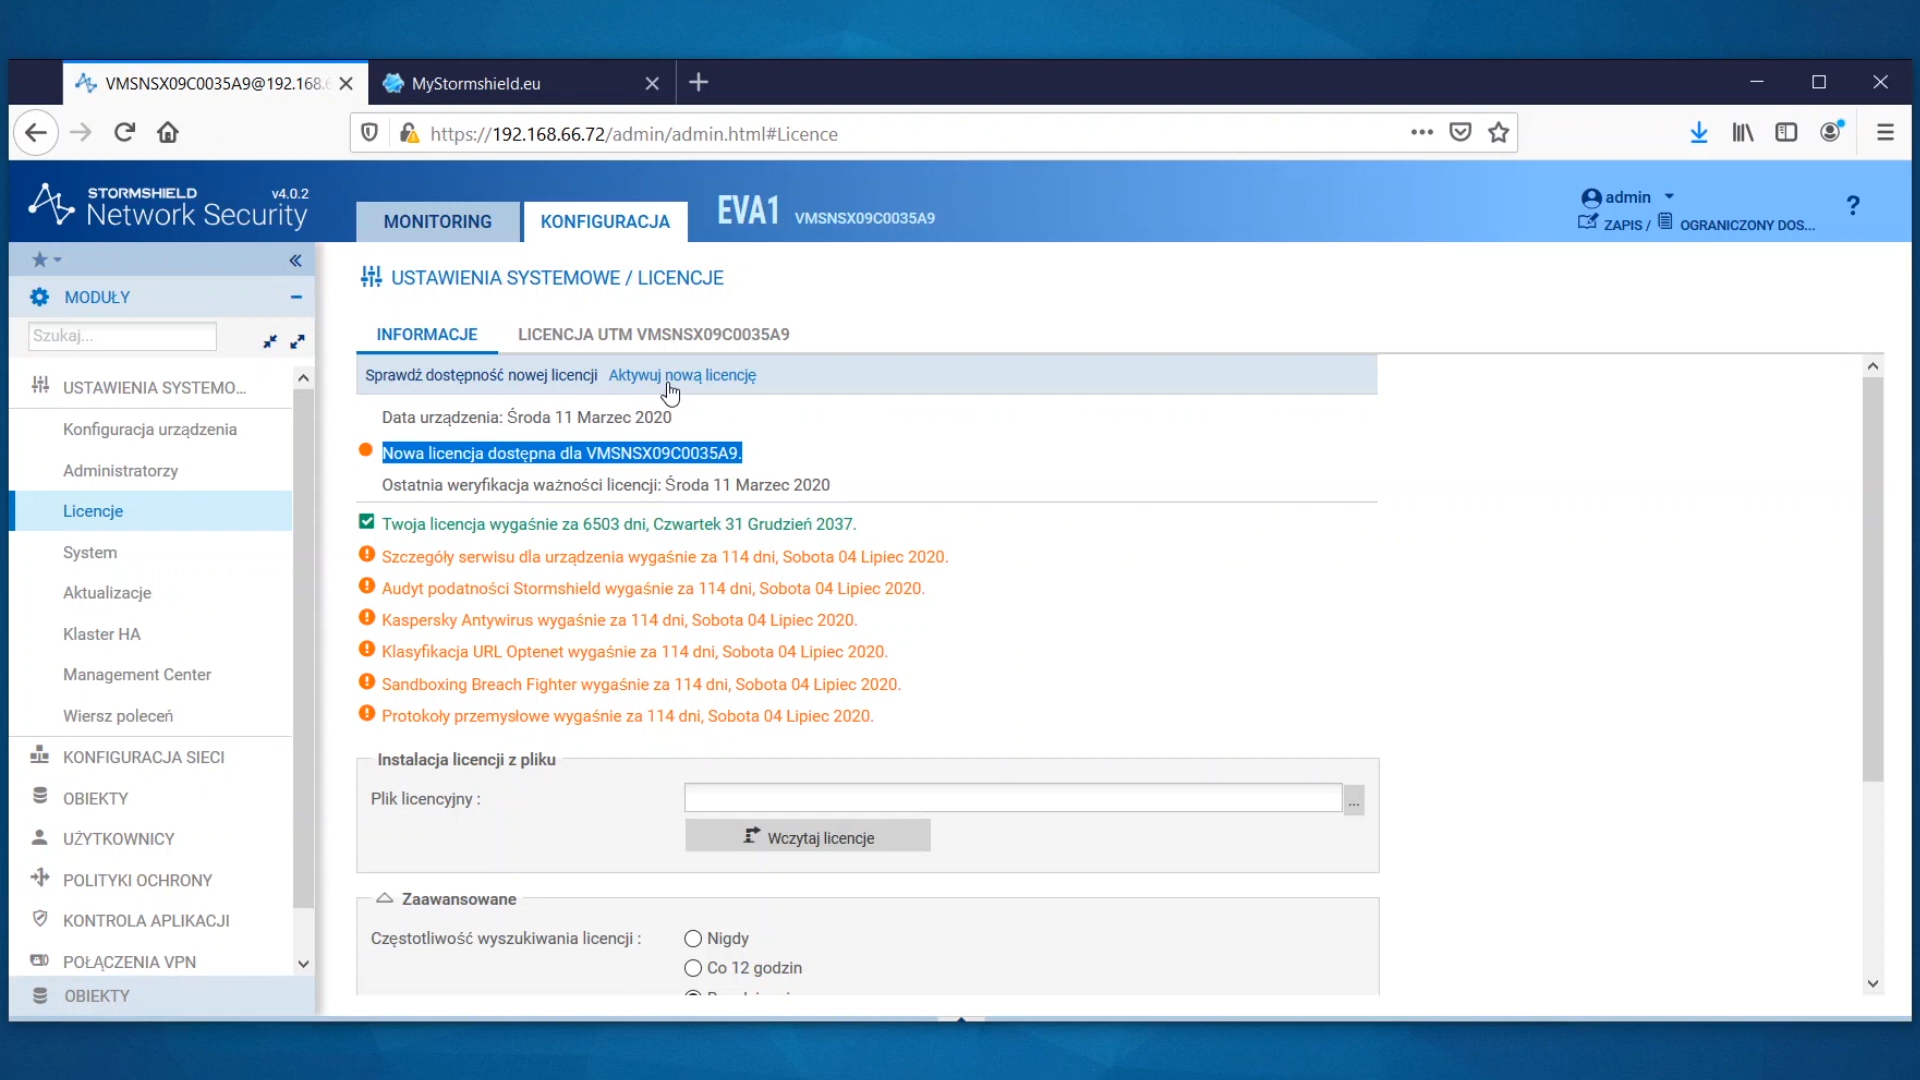 VMSNSX09C0035A9@192.168.6
MyStormshield.eu
https://192.168.66.72/admin/admin.html#Licence
STORMSHIELD v4.0.2
Network Security
MONITORING
KONFIGURACJA
EVA1 VMSNSX09C0035A9
admin
ZAPIS / OGRANICZONY DOS...
?
MODUŁY
Szukaj...
USTAWIENIA SYSTEMO...
Konfiguracja urządzenia
Administratorzy
Licencje
System
Aktualizacje
Klaster HA
Management Center
Wiersz poleceń
KONFIGURACJA SIECI
OBIEKTY
UŻYTKOWNICY
POLITYKI OCHRONY
KONTROLA APLIKACJI
POŁĄCZENIA VPN
OBIEKTY
USTAWIENIA SYSTEMOWE / LICENCJE
INFORMACJE
LICENCJA UTM VMSNSX09C0035A9
Sprawdź dostępność nowej licencji Aktywuj nową licencję
Data urządzenia: Środa 11 Marzec 2020
Nowa licencja dostępna dla VMSNSX09C0035A9.
Ostatnia weryfikacja ważności licencji: Środa 11 Marzec 2020
Twoja licencja wygaśnie za 6503 dni, Czwartek 31 Grudzień 2037.
Szczegóły serwisu dla urządzenia wygaśnie za 114 dni, Sobota 04 Lipiec 2020.
Audyt podatności Stormshield wygaśnie za 114 dni, Sobota 04 Lipiec 2020.
Kaspersky Antywirus wygaśnie za 114 dni, Sobota 04 Lipiec 2020.
Klasyfikacja URL Optenet wygaśnie za 114 dni, Sobota 04 Lipiec 2020.
Sandboxing Breach Fighter wygaśnie za 114 dni, Sobota 04 Lipiec 2020.
Protokoły przemysłowe wygaśnie za 114 dni, Sobota 04 Lipiec 2020.
Instalacja licencji z pliku
Plik licencyjny :
...
Wczytaj licencje
Zaawansowane
Częstotliwość wyszukiwania licencji : Nigdy
Co 12 godzin